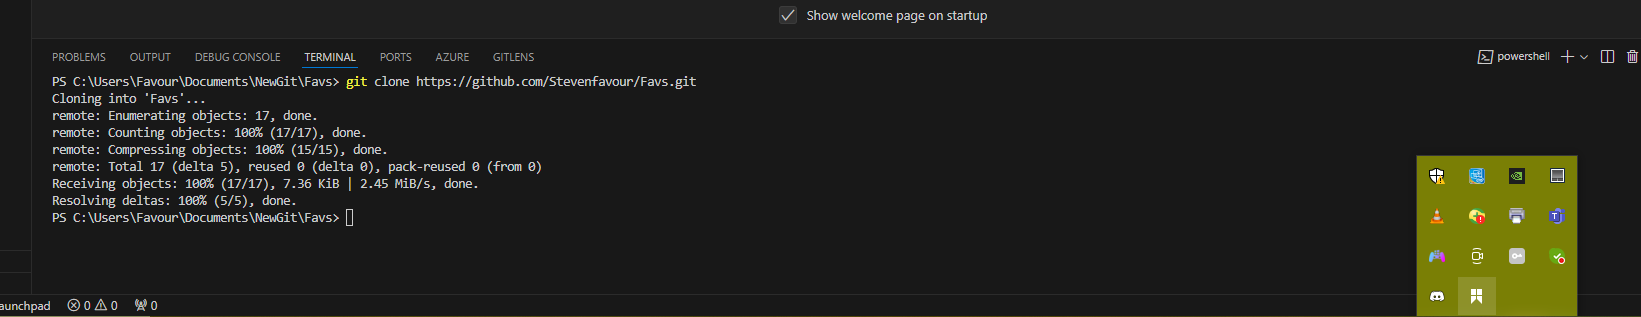 Show welcome page on startup
PROBLEMS OUTPUT DEBUG CONSOLE TERMINAL PORTS AZURE GITLENS
powershell
PS C:\Users\Favour\Documents\NewGit\Favs> git clone https://github.com/Stevenfavour/Favs.git
Cloning into 'Favs'...
remote: Enumerating objects: 17, done.
remote: Counting objects: 100% (17/17), done.
remote: Compressing objects: 100% (15/15), done.
remote: Total 17 (delta 5), reused 0 (delta 0), pack-reused 0 (from 0)
Receiving objects: 100% (17/17), 7.36 KiB | 2.45 MiB/s, done.
Resolving deltas: 100% (5/5), done.
PS C:\Users\Favour\Documents\NewGit\Favs>
aunchpad 0 0 0